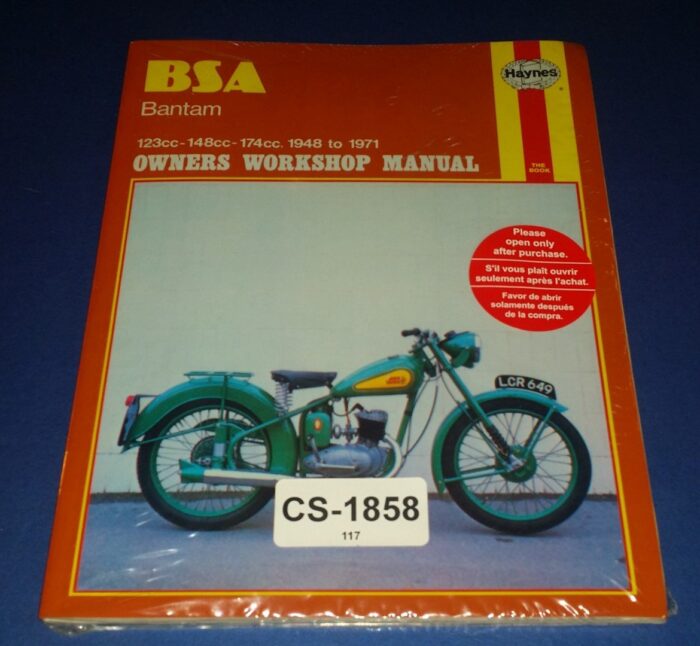 BSA
Bantam
Haynes
®
123cc-148cc-174cc. 1948 to 1971
OWNERS WORKSHOP MANUAL
THE
BOOK
Please
open only
after purchase.
S'il vous plaît ouvrir
seulement après l'achat.
Favor de abrir
solamente después
de la compra.
LCR 649
CS-1858
117